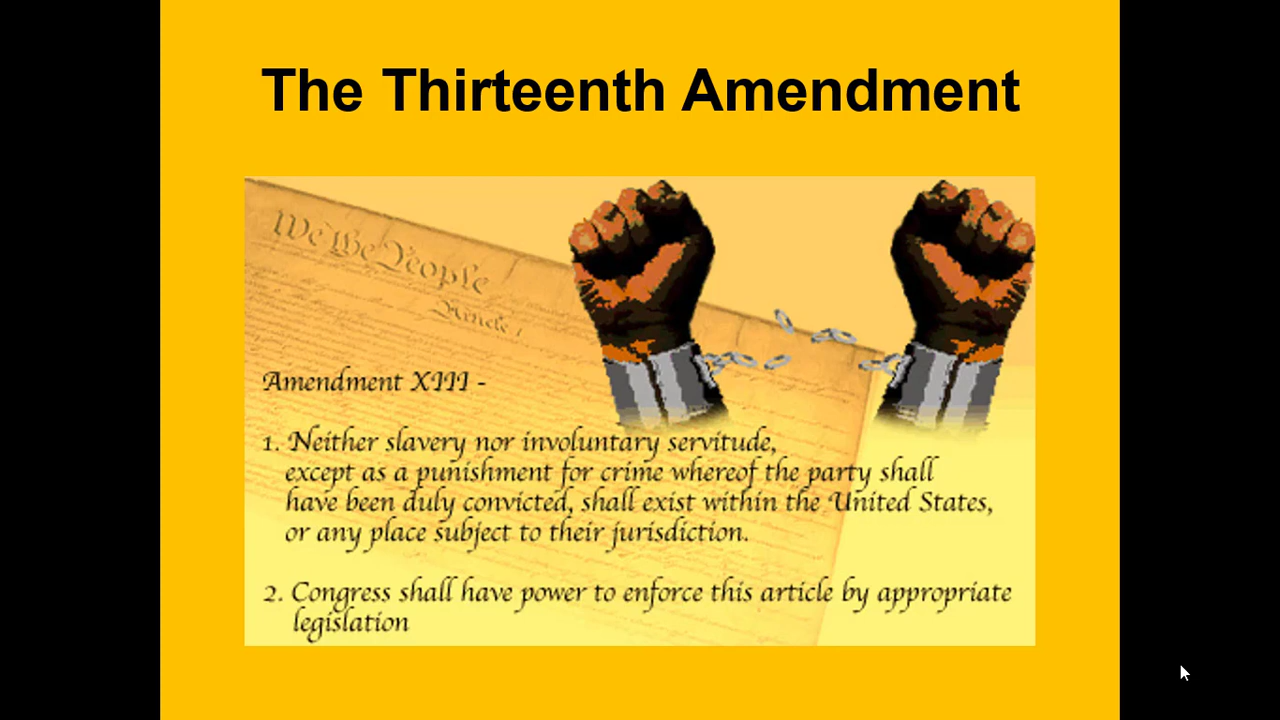 The Thirteenth Amendment
We the People
Article 1
Amendment XIII -
1. Neither slavery nor involuntary servitude,
except as a punishment for crime whereof the party shall
have been duly convicted, shall exist within the United States,
or any place subject to their jurisdiction.
2. Congress shall have power to enforce this article by appropriate
legislation